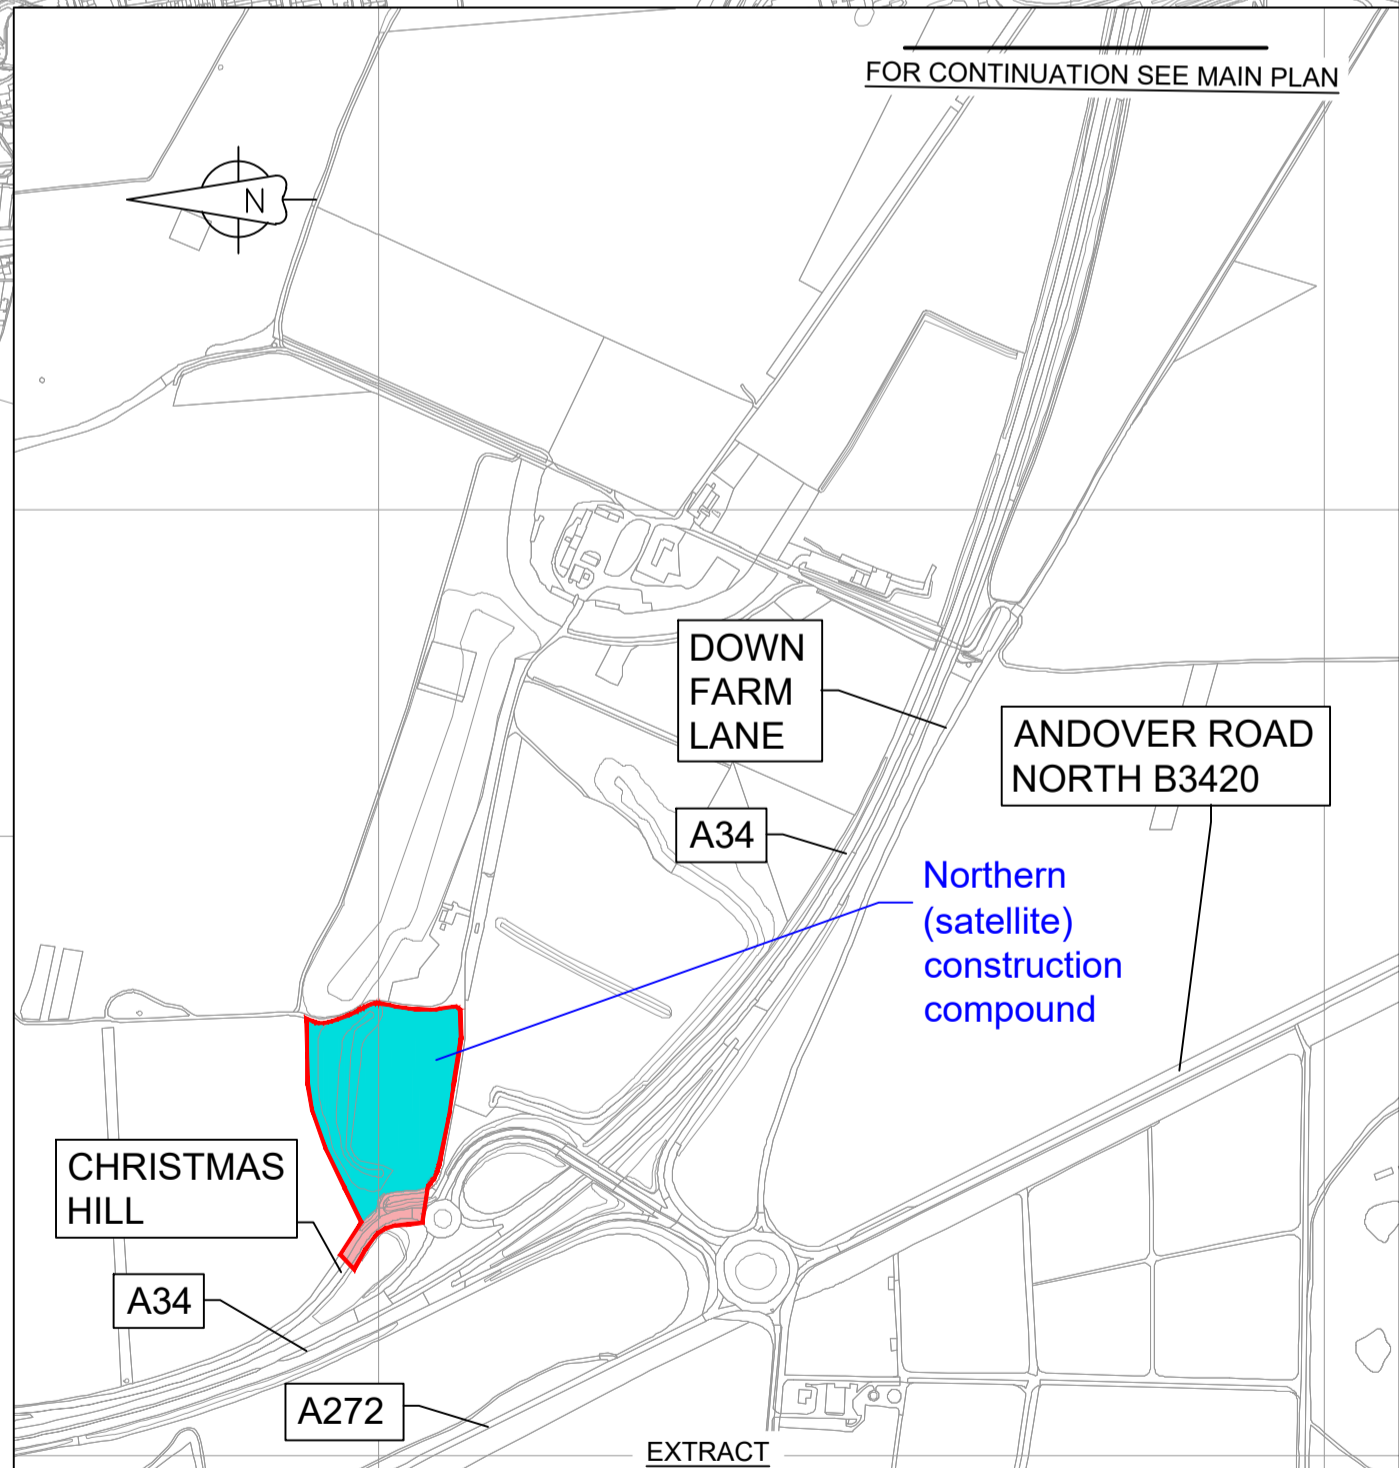 FOR CONTINUATION SEE MAIN PLAN
N
DOWN
FARM
LANE
ANDOVER ROAD
NORTH B3420
A34
Northern
(satellite)
construction
compound
CHRISTMAS
HILL
A34
A272
EXTRACT